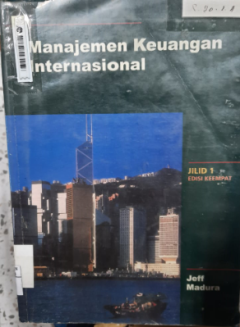 Manajemen Keuangan
Internasional
JILID 1
EDISI KEEMPAT
Jeff
Madura